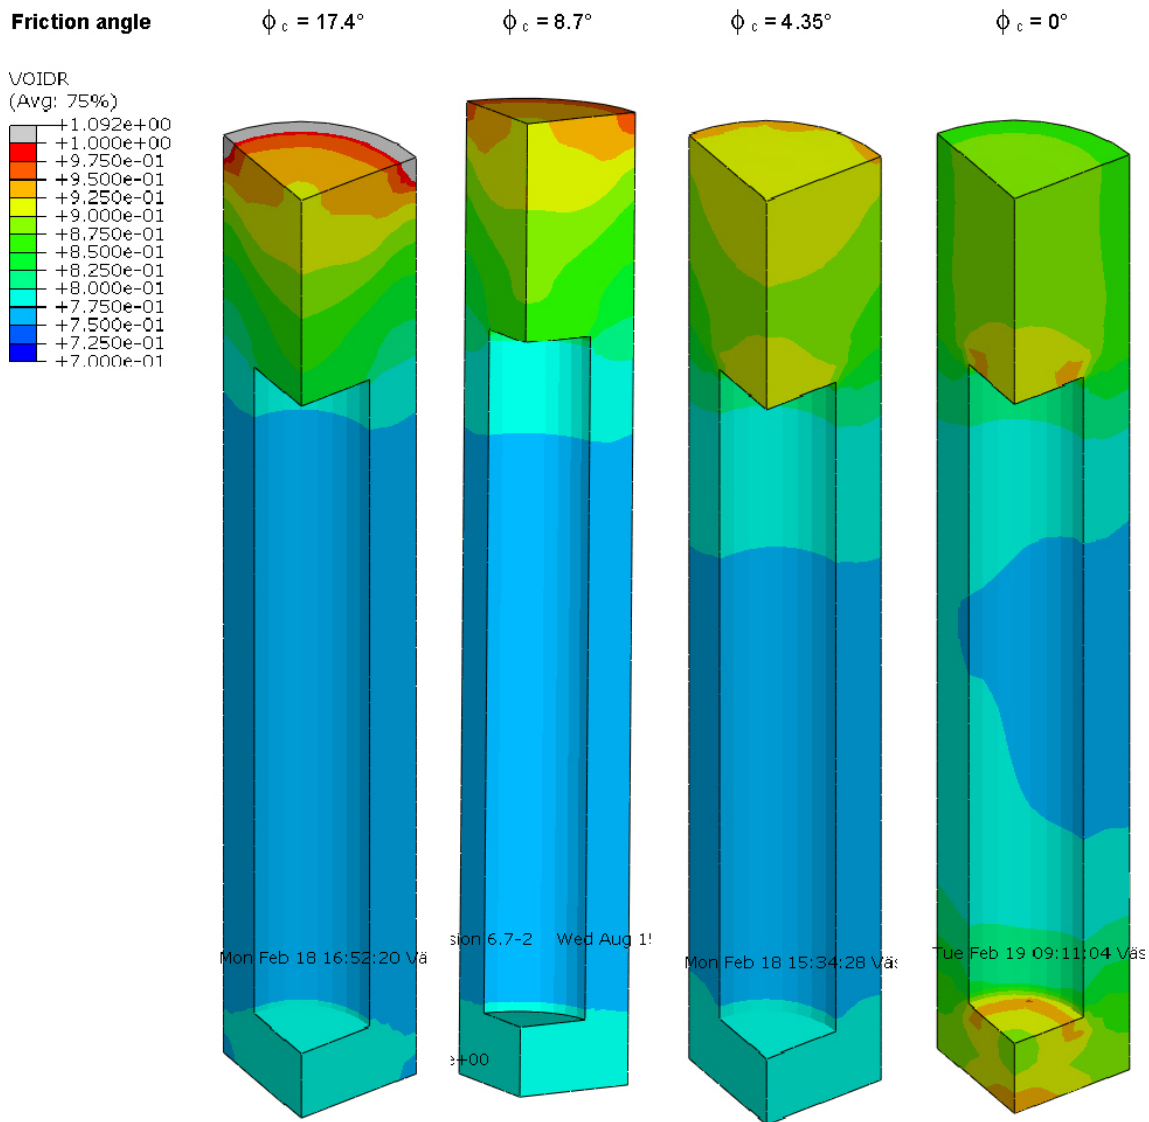 Friction angle
ϕ c = 17.4°
ϕ c = 8.7°
ϕ c = 4.35°
ϕ c = 0°
VOIDR
(Avg: 75%)
+1.092e+00
+1.000e+00
+9.750e-01
+9.500e-01
+9.250e-01
+9.000e-01
+8.750e-01
+8.500e-01
+8.250e-01
+8.000e-01
+7.750e-01
+7.500e-01
+7.250e-01
+7.000e-01
sion 6.7-2 Wed Aug 1
Mon Feb 18 16:52:20 Vä
Mon Feb 18 15:34:28 Väs
Tue Feb 19 09:11:04 Väs
e+00